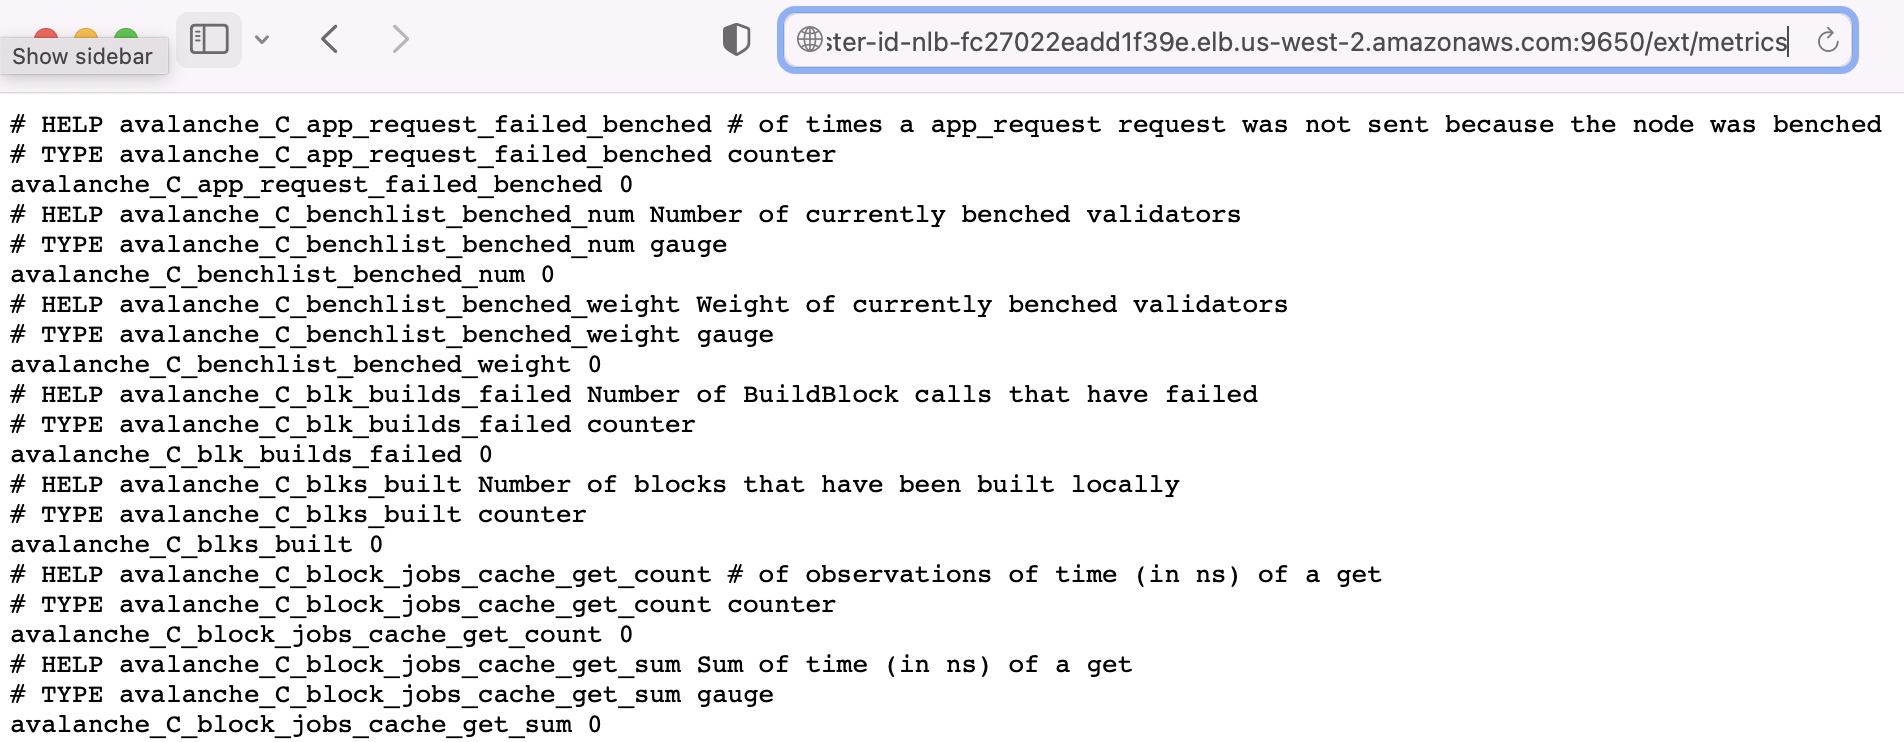 Show sidebar
ster-id-nlb-fc27022eadd1f39e.elb.us-west-2.amazonaws.com:9650/ext/metrics
# HELP avalanche_C_app_request_failed_benched # of times a app_request request was not sent because the node was benched
# TYPE avalanche_C_app_request_failed_benched counter
avalanche_C_app_request_failed_benched 0
# HELP avalanche_C_benchlist_benched_num Number of currently benched validators
# TYPE avalanche_C_benchlist_benched_num gauge
avalanche_C_benchlist_benched_num 0
# HELP avalanche_C_benchlist_benched_weight Weight of currently benched validators
# TYPE avalanche_C_benchlist_benched_weight gauge
avalanche_C_benchlist_benched_weight 0
# HELP avalanche_C_blk_builds_failed Number of BuildBlock calls that have failed
# TYPE avalanche_C_blk_builds_failed counter
avalanche_C_blk_builds_failed 0
# HELP avalanche_C_blks_built Number of blocks that have been built locally
# TYPE avalanche_C_blks_built counter
avalanche_C_blks_built 0
# HELP avalanche_C_block_jobs_cache_get_count # of observations of time (in ns) of a get
# TYPE avalanche_C_block_jobs_cache_get_count counter
avalanche_C_block_jobs_cache_get_count 0
# HELP avalanche_C_block_jobs_cache_get_sum Sum of time (in ns) of a get
# TYPE avalanche_C_block_jobs_cache_get_sum gauge
avalanche_C_block_jobs_cache_get_sum 0